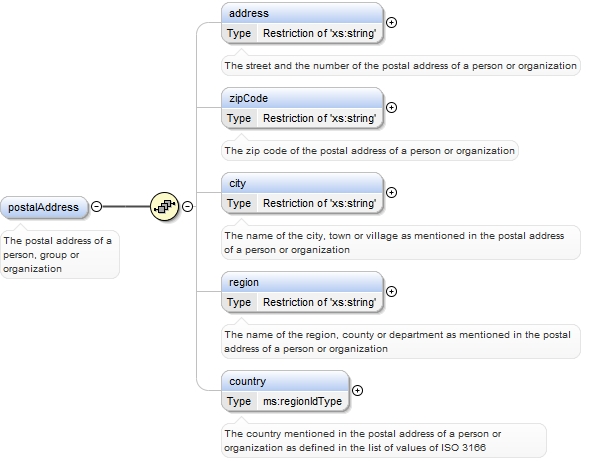 address
Type Restriction of 'xs:string'
The street and the number of the postal address of a person or organization
zipCode
Type Restriction of 'xs:string'
The zip code of the postal address of a person or organization
city
Type Restriction of 'xs:string'
The name of the city, town or village as mentioned in the postal address
of a person or organization
postalAddress
The postal address of a
person, group or
organization
region
Type Restriction of 'xs:string'
The name of the region, county or department as mentioned in the postal
address of a person or organization
country
Type ms:regionIdType
The country mentioned in the postal address of a person or
organization as defined in the list of values of ISO 3166